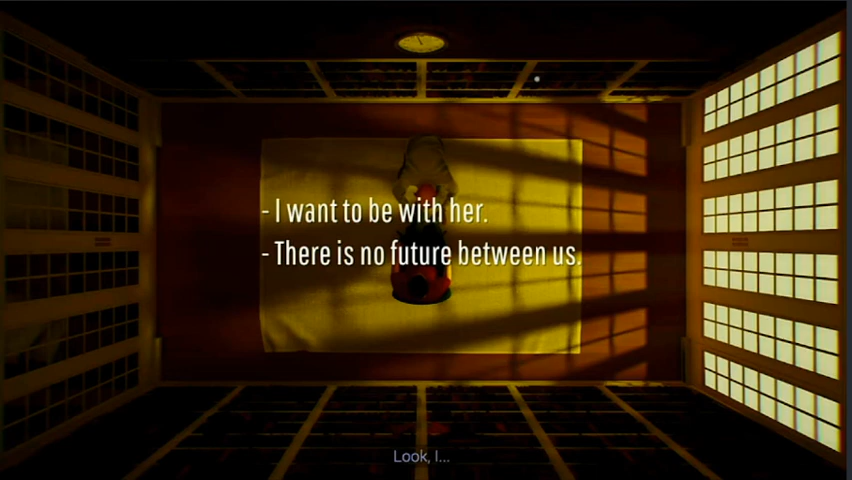 - I want to be with her.
- There is no future between us.
Look, I...